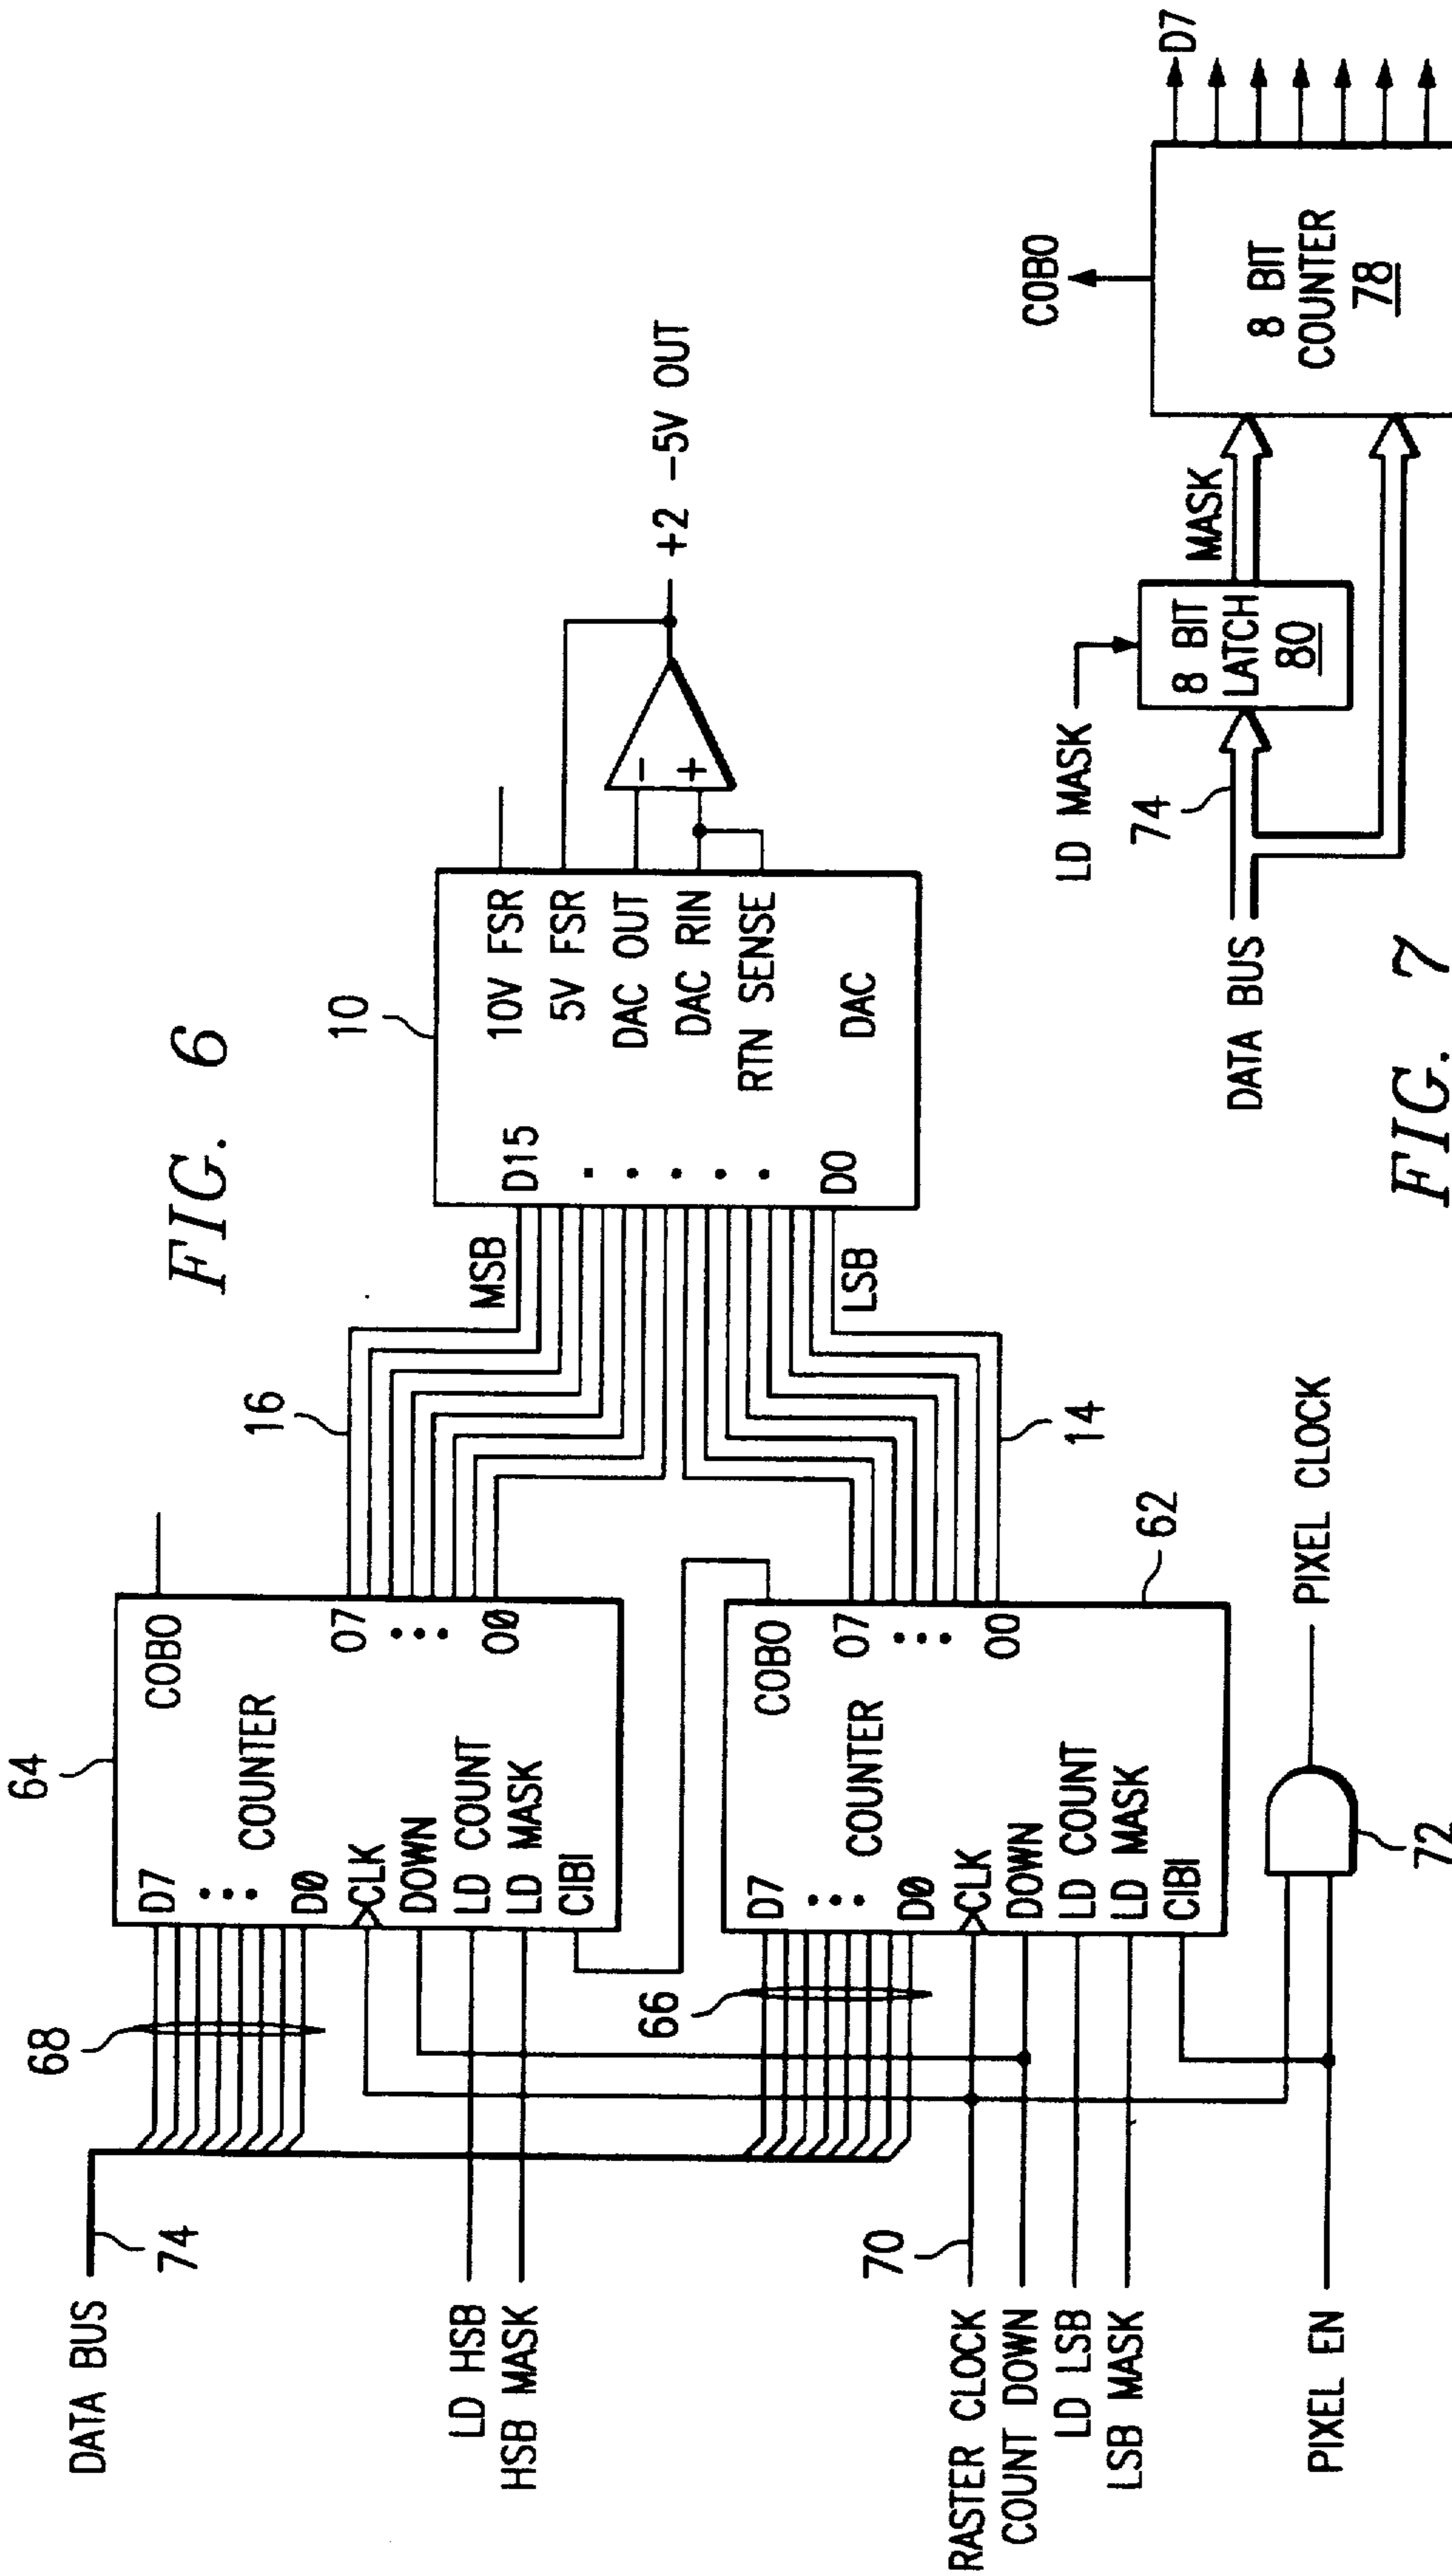 FIG. 6
DATA BUS
74
68
64
D7
D0
COUNTER
COBO
CLK
DOWN
LD COUNT
LD MASK
CIBI
O7
O0
LD HSB
HSB MASK
16
MSB
10
D15
D0
10V FSR
5V FSR
DAC OUT
DAC RIN
RTN SENSE
DAC
LSB
14
−
+
+2 −5V OUT
66
D7
D0
COUNTER
COBO
CLK
DOWN
LD COUNT
LD MASK
CIBI
O7
O0
62
70
RASTER CLOCK
COUNT DOWN
LD LSB
LSB MASK
PIXEL EN
72
PIXEL CLOCK
FIG. 7
DATA BUS
74
LD MASK
8 BIT
LATCH
80
MASK
COBO
8 BIT
COUNTER
78
D7